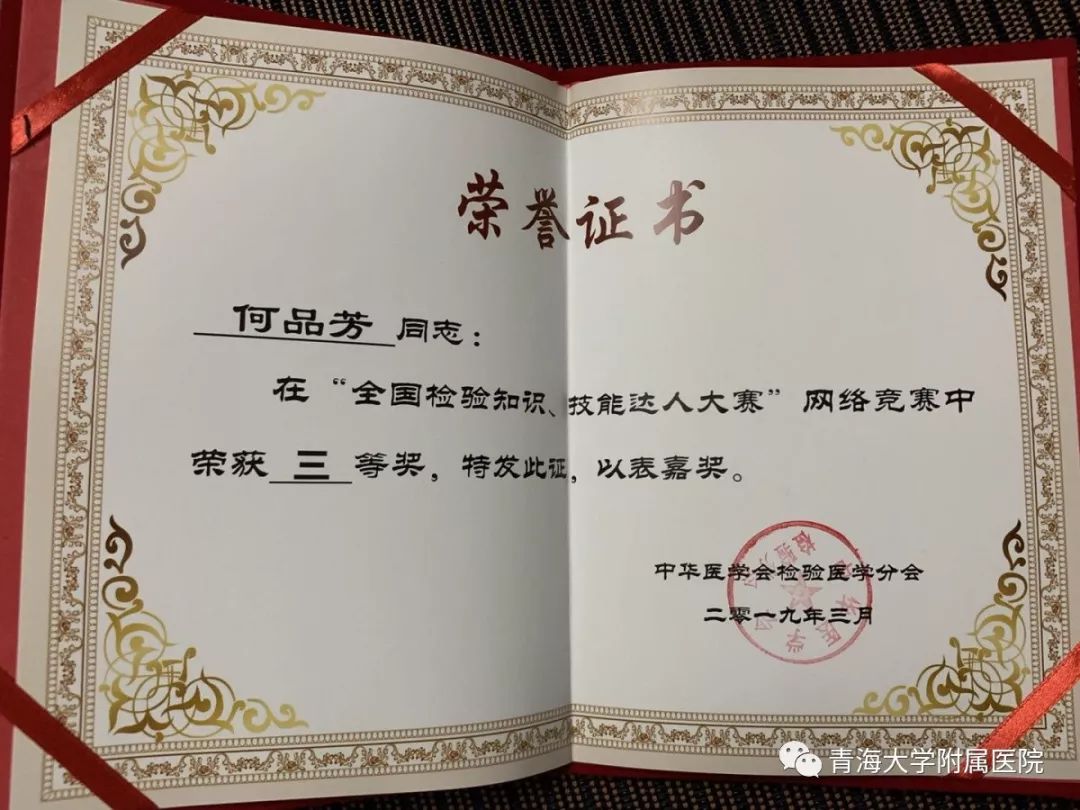 荣誉证书
何品芳 同志：
在“全国检验知识、技能达人大赛”网络竞赛中
荣获 三 等奖，特发此证，以表嘉奖。
中华医学会检验医学分会
二零一九年三月
青海大学附属医院